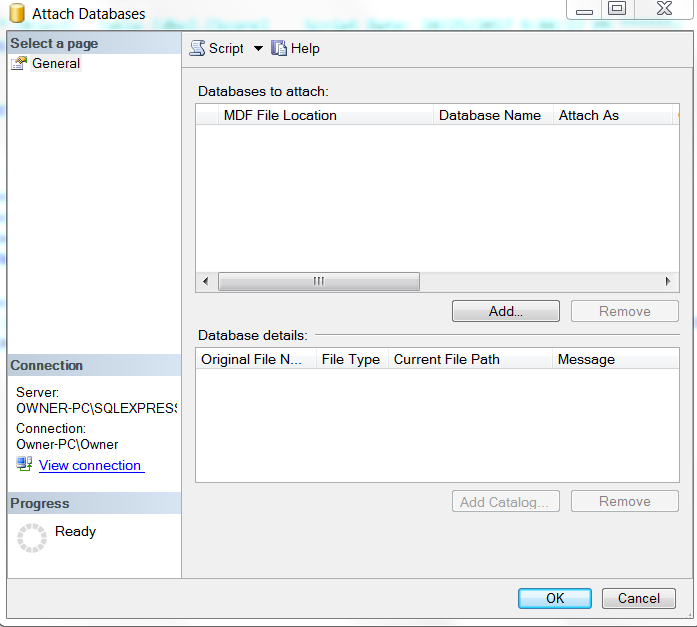 Attach Databases
Select a page
General
Script Help
Databases to attach:
MDF File Location Database Name Attach As
Add... Remove
Database details:
Original File N... File Type Current File Path Message
Add Catalog... Remove
Connection
Server:
OWNER-PC\SQLEXPRESS
Connection:
Owner-PC\Owner
View connection
Progress
Ready
OK Cancel